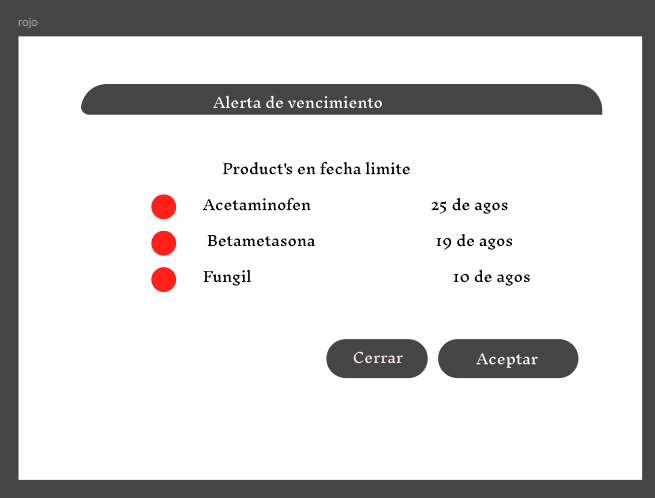 rojo
Alerta de vencimiento
Product's en fecha limite
Acetaminofen 25 de agos
Betametasona 19 de agos
Fungil 10 de agos
Cerrar Aceptar